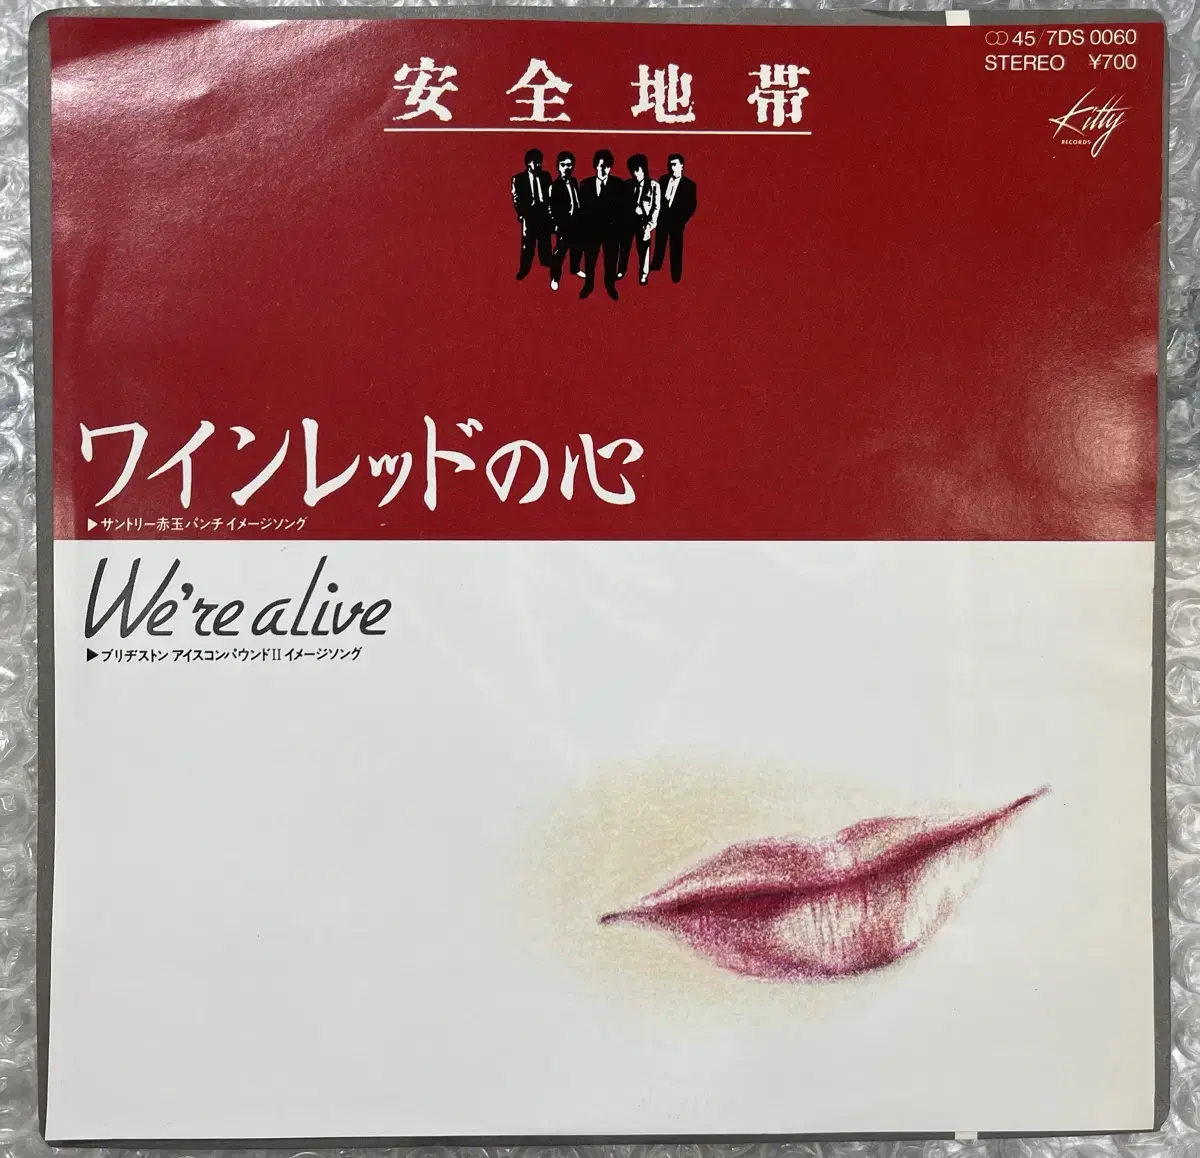 45/7DS 0060
STEREO ¥700
Kitty
RECORDS
安全地帯
ワインレッドの心
▶サントリー赤玉パンチイメージソング
We're alive
▶ブリヂストン アイスコンパウンドII イメージソング